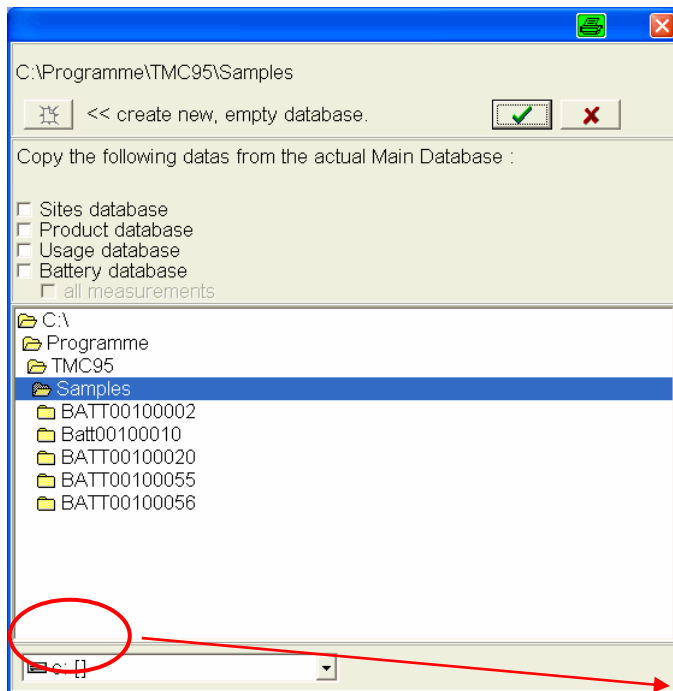 C:\Programme\TMC95\Samples
<< create new, empty database.
Copy the following datas from the actual Main Database :
Sites database
Product database
Usage database
Battery database
all measurements
C:\
Programme
TMC95
Samples
BATT00100002
Batt00100010
BATT00100020
BATT00100055
BATT00100056
c: []